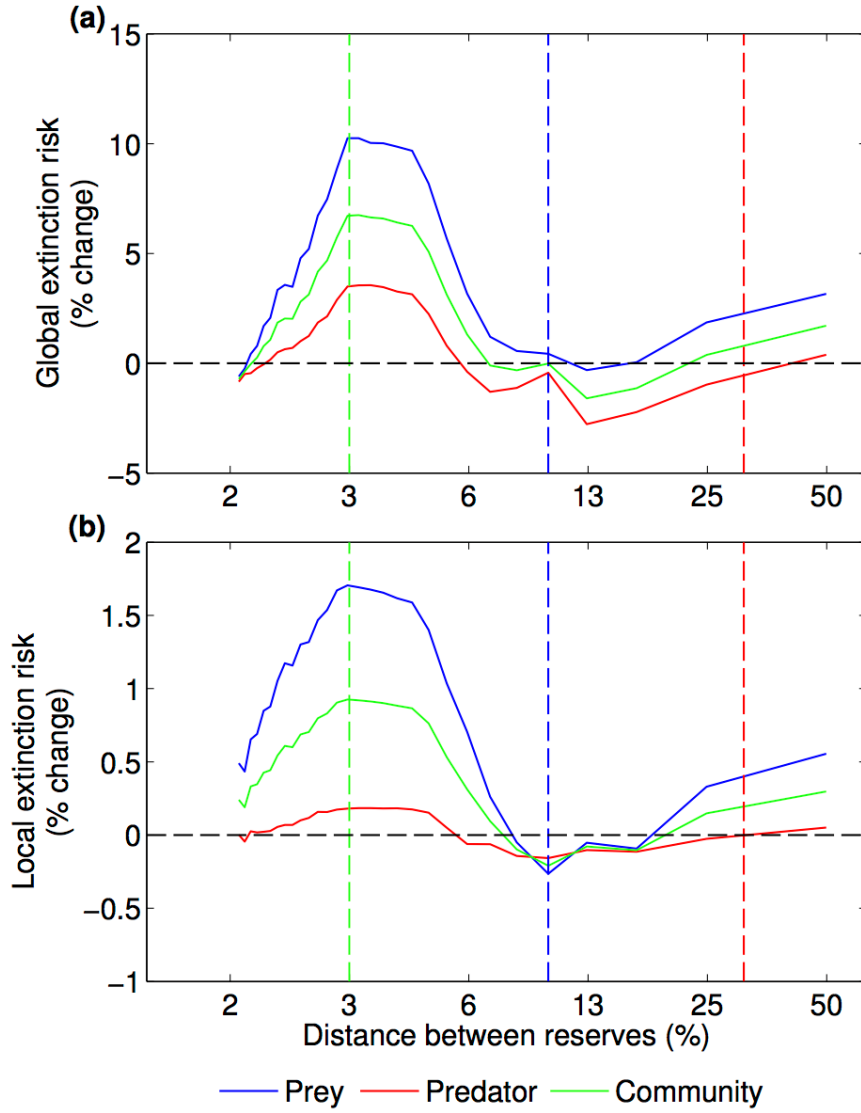 (a)
15
10
5
0
−5
Global extinction risk
(% change)
2 3 6 13 25 50
(b)
2
1.5
1
0.5
0
−0.5
−1
Local extinction risk
(% change)
2 3 6 13 25 50
Distance between reserves (%)
Prey Predator Community